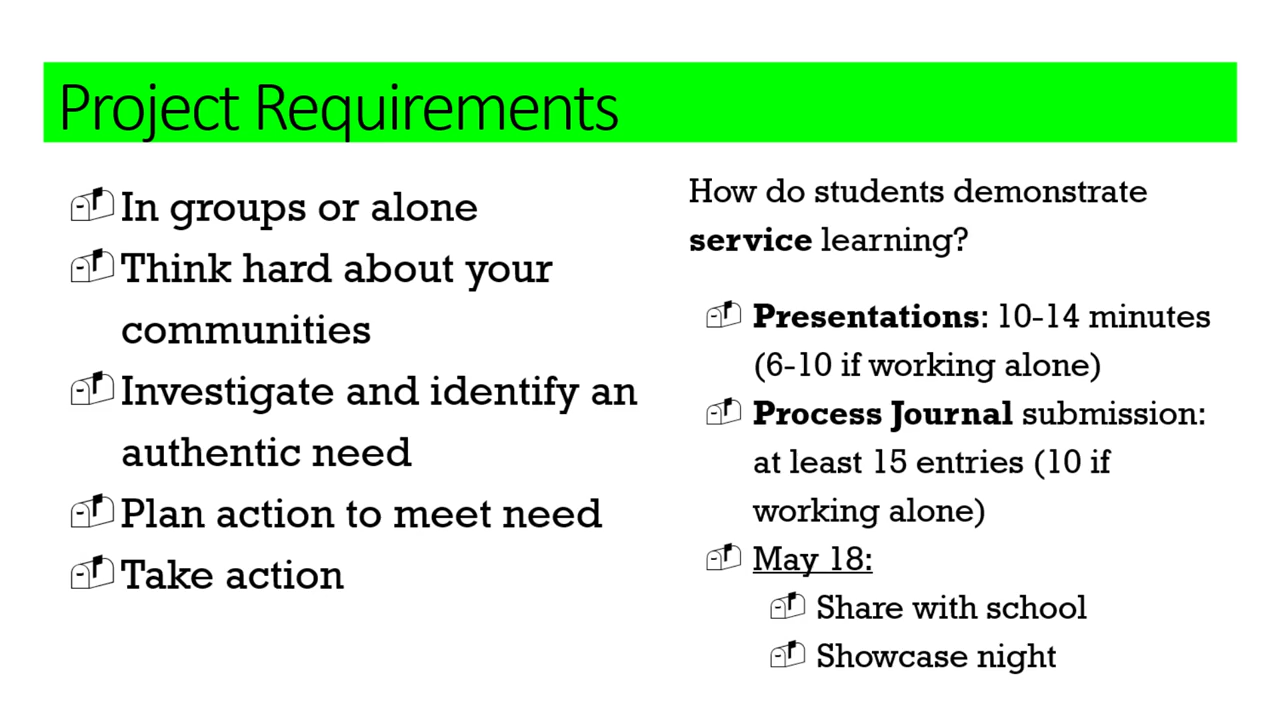 Project Requirements
In groups or alone
Think hard about your
communities
Investigate and identify an
authentic need
Plan action to meet need
Take action
How do students demonstrate
service learning?
Presentations: 10-14 minutes
(6-10 if working alone)
Process Journal submission:
at least 15 entries (10 if
working alone)
May 18:
Share with school
Showcase night